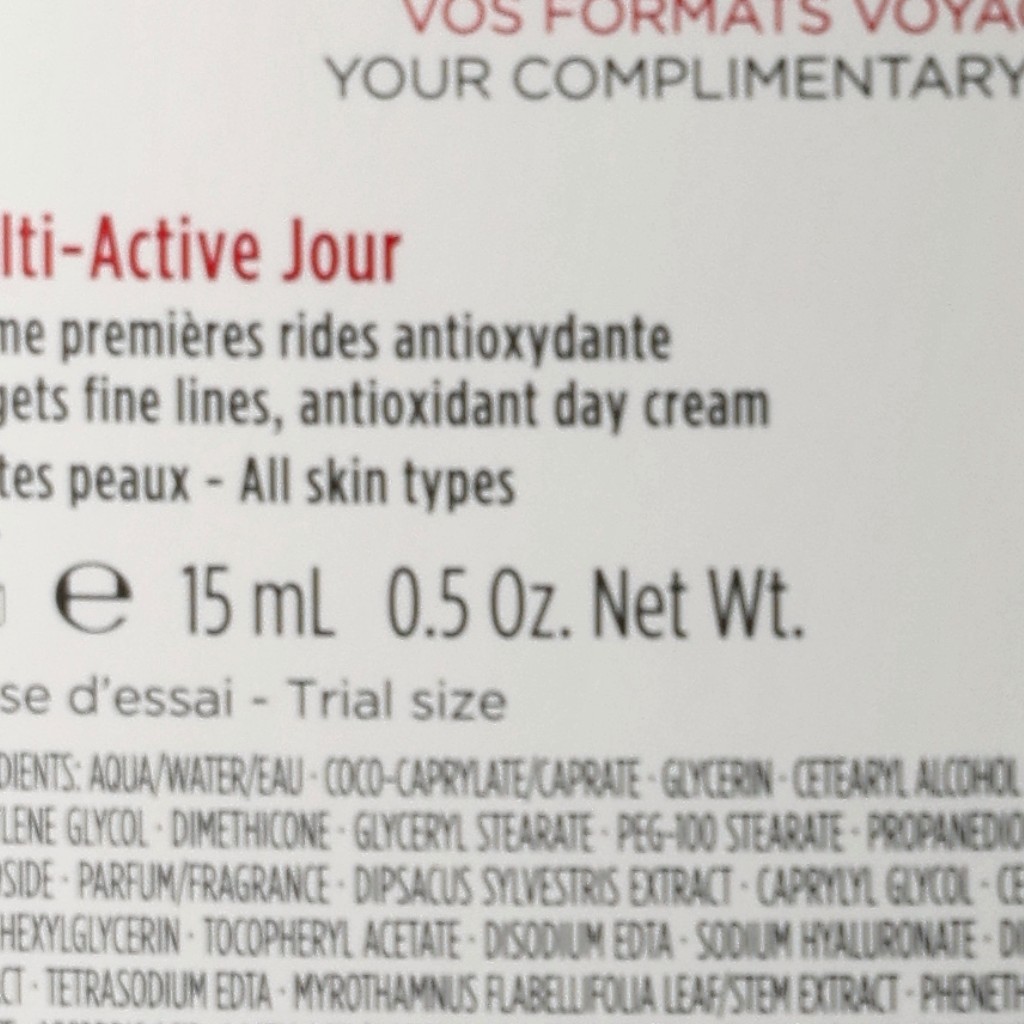 VOS FORMATS VOYAG
YOUR COMPLIMENTARY
lti-Active Jour
me premières rides antioxydante
gets fine lines, antioxidant day cream
tes peaux - All skin types
e 15 mL 0.5 Oz. Net Wt.
se d'essai - Trial size
DIENTS: AQUA/WATER/EAU · COCO-CAPRYLATE/CAPRATE · GLYCERIN · CETEARYL ALCOHOL
LENE GLYCOL · DIMETHICONE · GLYCERYL STEARATE · PEG-100 STEARATE · PROPANEDIO
OSIDE · PARFUM/FRAGRANCE · DIPSACUS SYLVESTRIS EXTRACT · CAPRYLYL GLYCOL · CE
HEXYLGLYCERIN · TOCOPHERYL ACETATE · DISODIUM EDTA · SODIUM HYALURONATE · DI
CT · TETRASODIUM EDTA · MYROTHAMNUS FLABELLIFOLIA LEAF/STEM EXTRACT · PHENETH